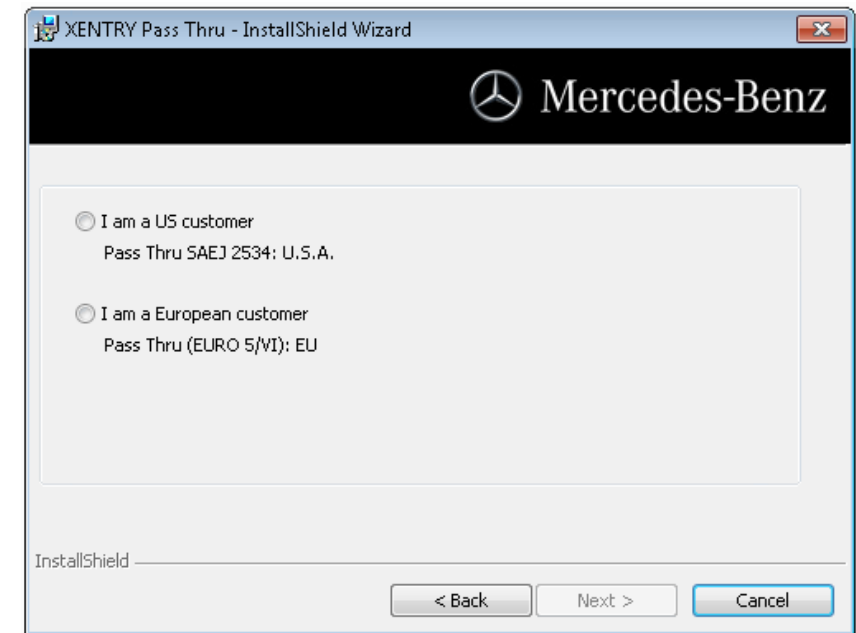 XENTRY Pass Thru - InstallShield Wizard
Mercedes-Benz
I am a US customer
Pass Thru SAEJ 2534: U.S.A.
I am a European customer
Pass Thru (EURO 5/VI): EU
InstallShield
< Back
Next >
Cancel